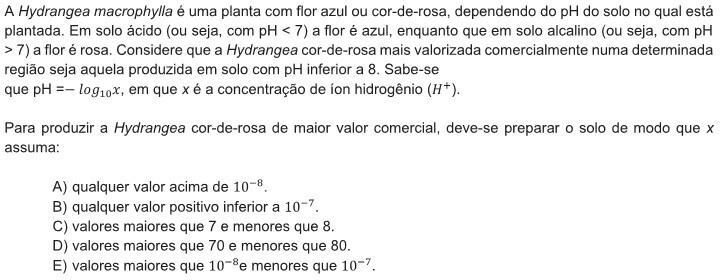 A Hydrangea macrophylla é uma planta com flor azul ou cor-de-rosa, dependendo do pH do solo no qual está
plantada. Em solo ácido (ou seja, com pH < 7) a flor é azul, enquanto que em solo alcalino (ou seja, com pH
> 7) a flor é rosa. Considere que a Hydrangea cor-de-rosa mais valorizada comercialmente numa determinada
região seja aquela produzida em solo com pH inferior a 8. Sabe-se
que pH =− log₁₀x, em que x é a concentração de íon hidrogênio (H⁺).
Para produzir a Hydrangea cor-de-rosa de maior valor comercial, deve-se preparar o solo de modo que x
assuma:
A) qualquer valor acima de 10⁻⁸.
B) qualquer valor positivo inferior a 10⁻⁷.
C) valores maiores que 7 e menores que 8.
D) valores maiores que 70 e menores que 80.
E) valores maiores que 10⁻⁸e menores que 10⁻⁷.